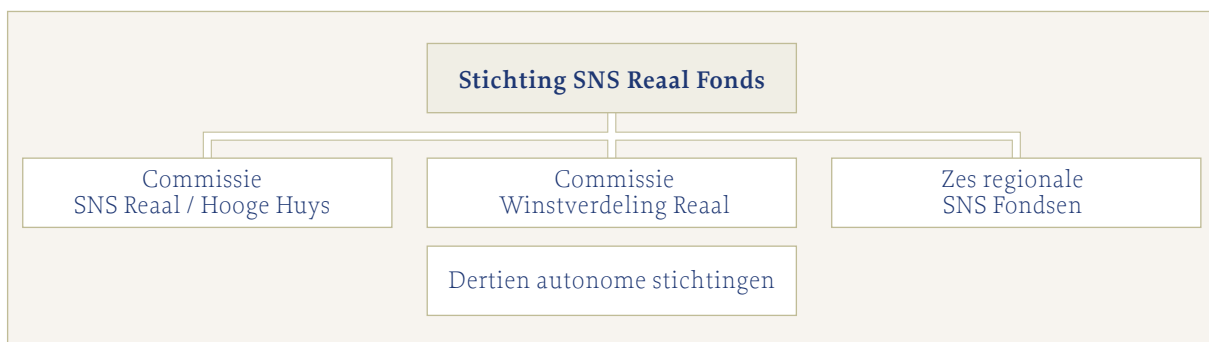 Stichting SNS Reaal Fonds
Commissie
SNS Reaal / Hooge Huys
Commissie
Winstverdeling Reaal
Zes regionale
SNS Fondsen
Dertien autonome stichtingen